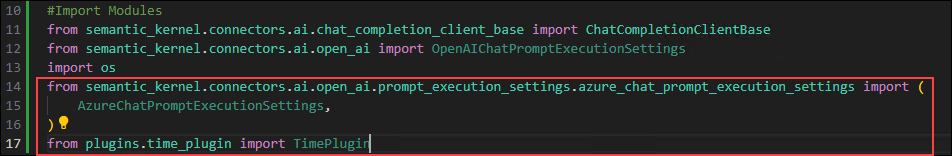 10 #Import Modules
11 from semantic_kernel.connectors.ai.chat_completion_client_base import ChatCompletionClientBase
12 from semantic_kernel.connectors.ai.open_ai import OpenAIChatPromptExecutionSettings
13 import os
14 from semantic_kernel.connectors.ai.open_ai.prompt_execution_settings.azure_chat_prompt_execution_settings import (
15     AzureChatPromptExecutionSettings,
16 )
17 from plugins.time_plugin import TimePlugin